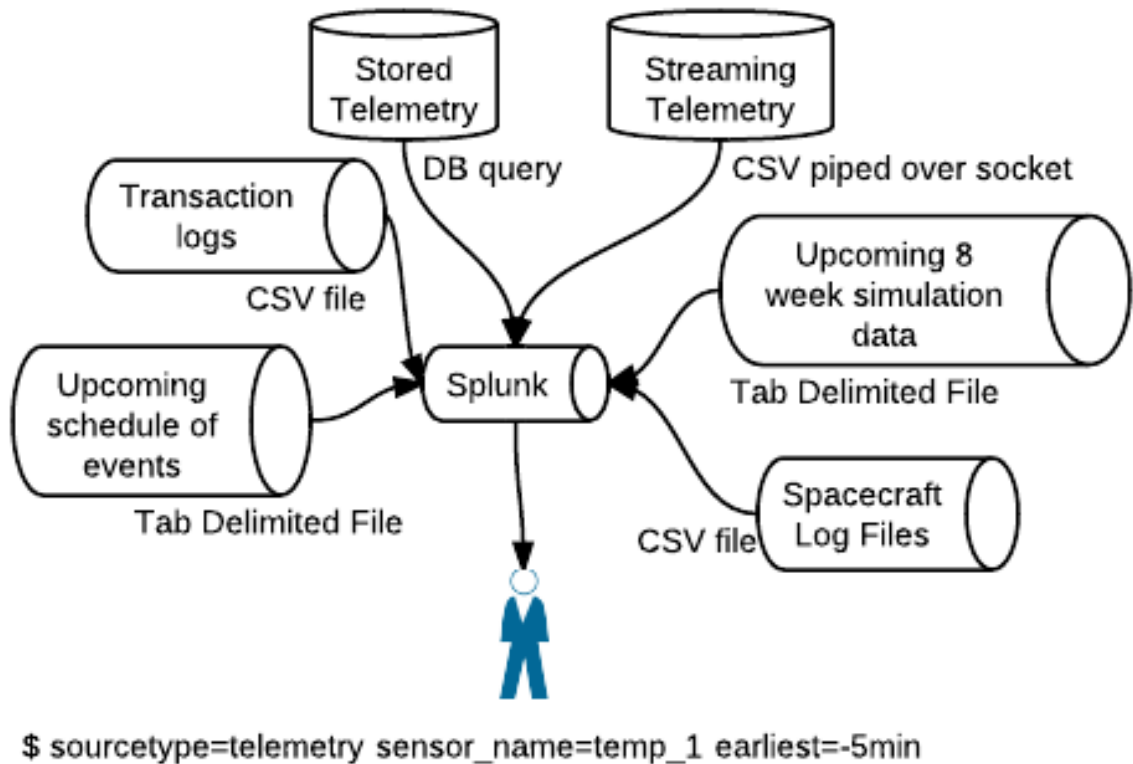 Stored
Telemetry
Streaming
Telemetry
DB query
CSV piped over socket
Transaction
logs
CSV file
Upcoming 8
week simulation
data
Tab Delimited File
Upcoming
schedule of
events
Tab Delimited File
Splunk
Spacecraft
Log Files
CSV file
$ sourcetype=telemetry sensor_name=temp_1 earliest=-5min